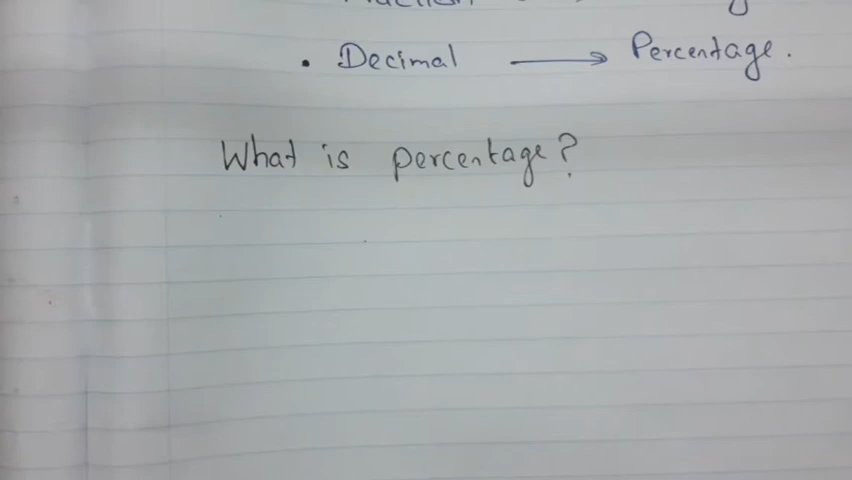 • Decimal → Percentage.
What is percentage?